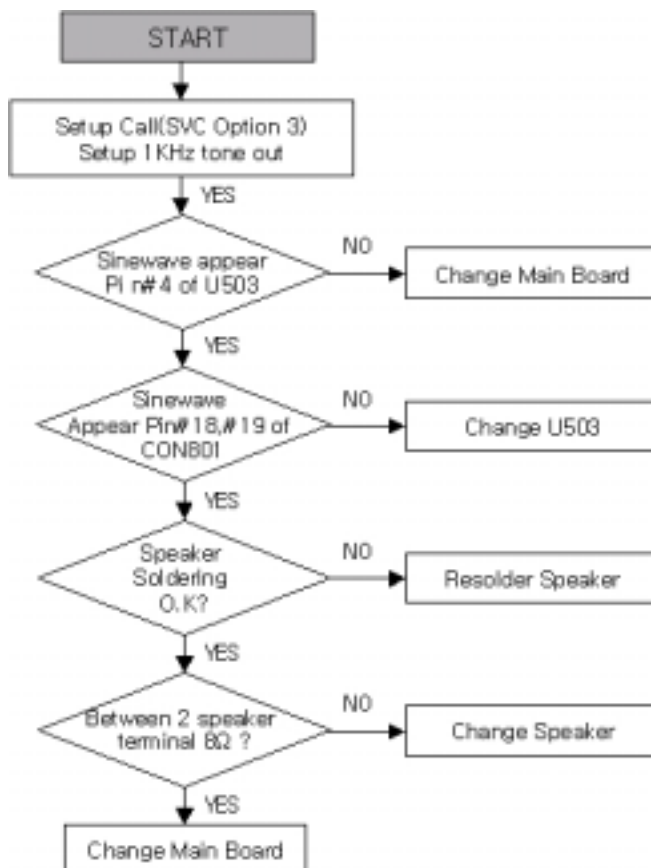 START
Setup Call(SVC Option 3)
Setup 1KHz tone out
YES
Sinewave appear
Pi n#4 of U503
NO
Change Main Board
YES
Sinewave
Appear Pin#18,#19 of
CON801
NO
Change U503
YES
Speaker
Soldering
O.K?
NO
Resolder Speaker
YES
Between 2 speaker
terminal 8Ω ?
NO
Change Speaker
YES
Change Main Board